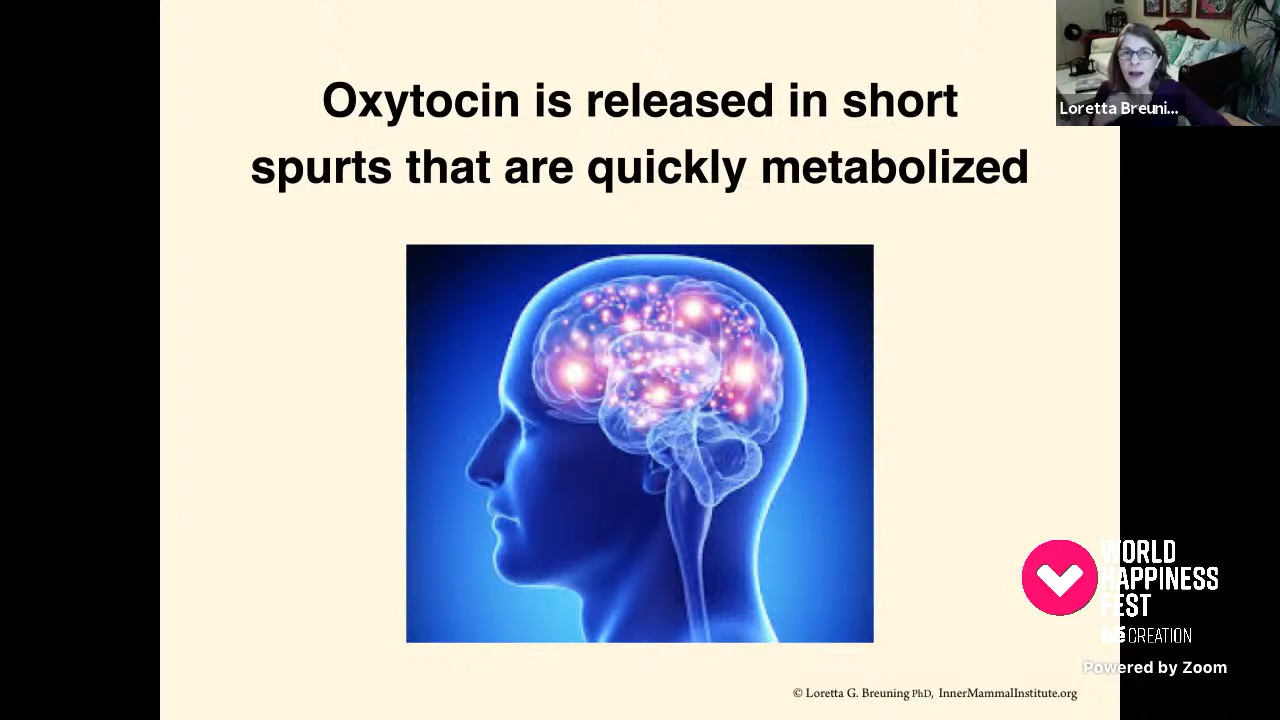 Oxytocin is released in short
spurts that are quickly metabolized
Loretta Breuni...
WORLD
HAPPINESS
FEST
CREATION
Powered by Zoom
© Loretta G. Breuning PhD, InnerMammalInstitute.org